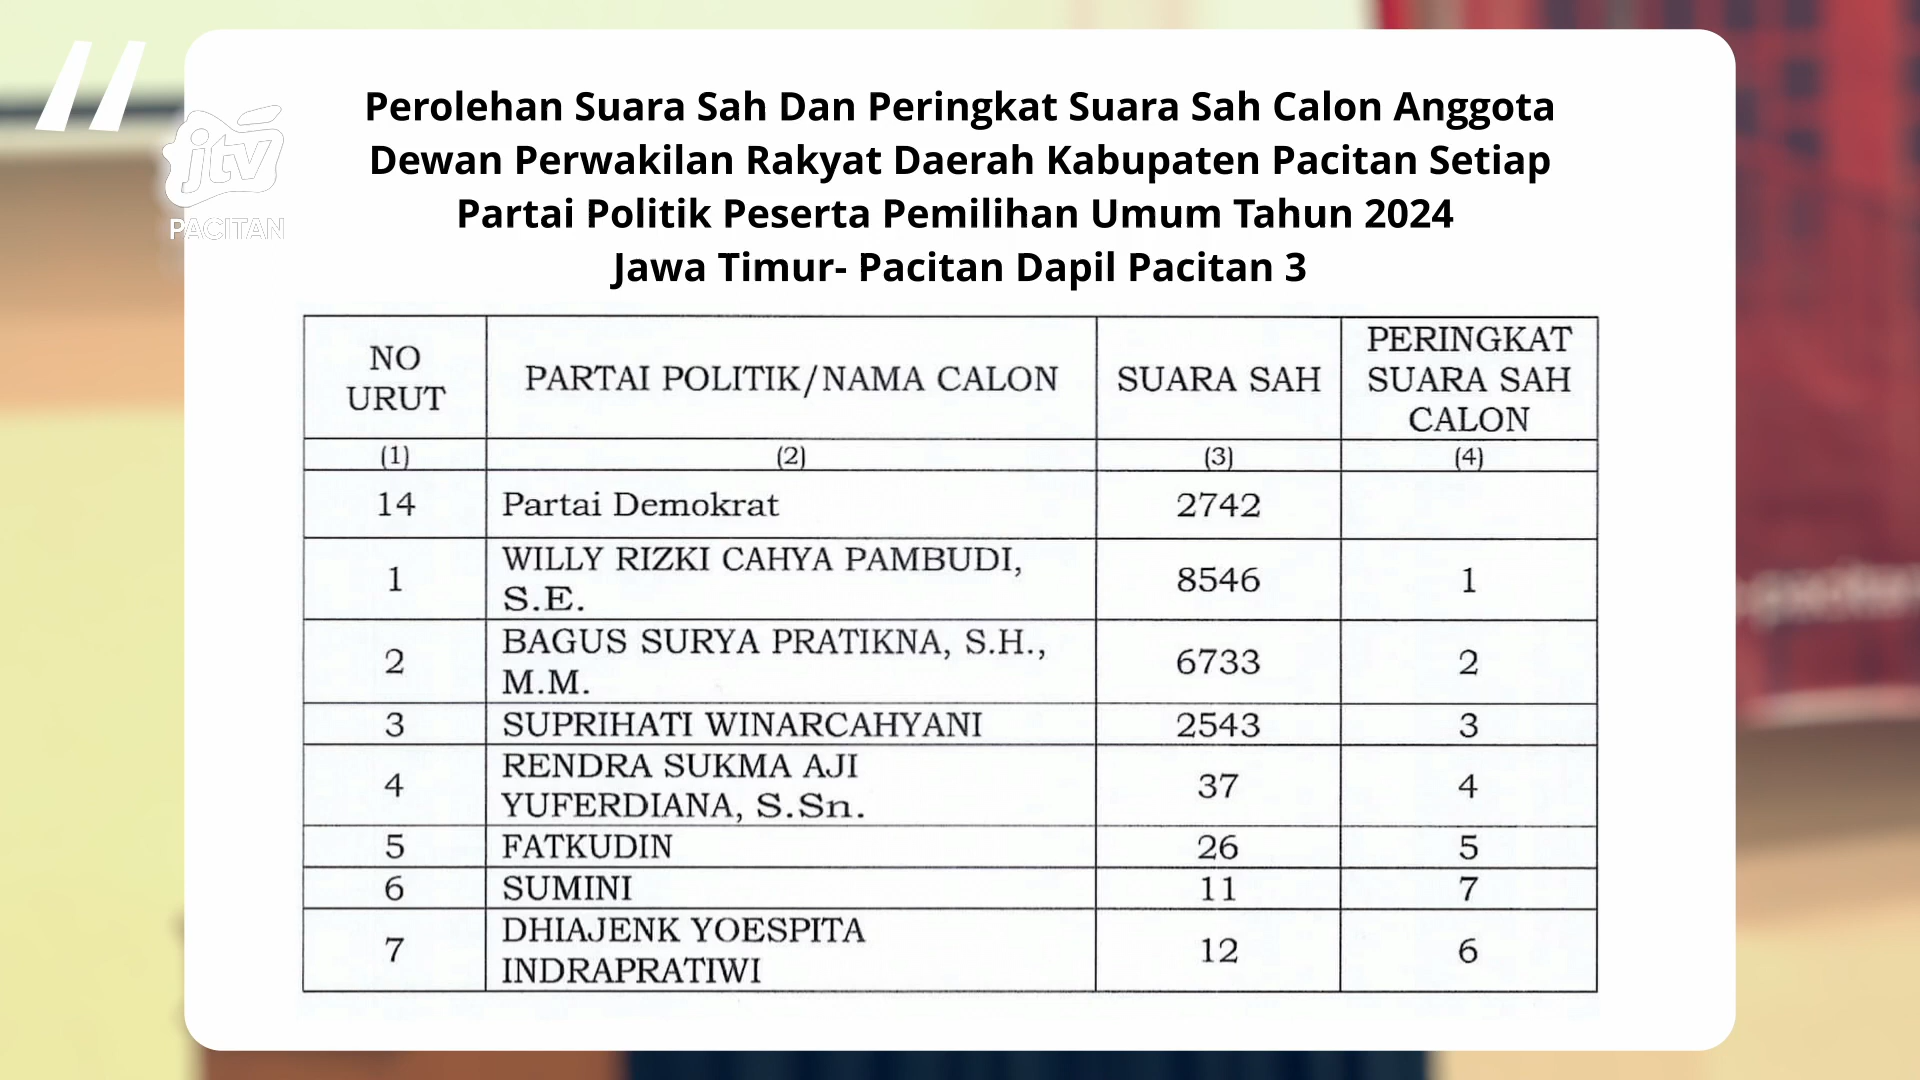 jtv
PACITAN
Perolehan Suara Sah Dan Peringkat Suara Sah Calon Anggota
Dewan Perwakilan Rakyat Daerah Kabupaten Pacitan Setiap
Partai Politik Peserta Pemilihan Umum Tahun 2024
Jawa Timur- Pacitan Dapil Pacitan 3
NO URUT PARTAI POLITIK/NAMA CALON SUARA SAH PERINGKAT SUARA SAH CALON
(1) (2) (3) (4)
14 Partai Demokrat 2742
1 WILLY RIZKI CAHYA PAMBUDI, S.E. 8546 1
2 BAGUS SURYA PRATIKNA, S.H., M.M. 6733 2
3 SUPRIHATI WINARCAHYANI 2543 3
4 RENDRA SUKMA AJI YUFERDIANA, S.Sn. 37 4
5 FATKUDIN 26 5
6 SUMINI 11 7
7 DHIAJENK YOESPITA INDRAPRATIWI 12 6